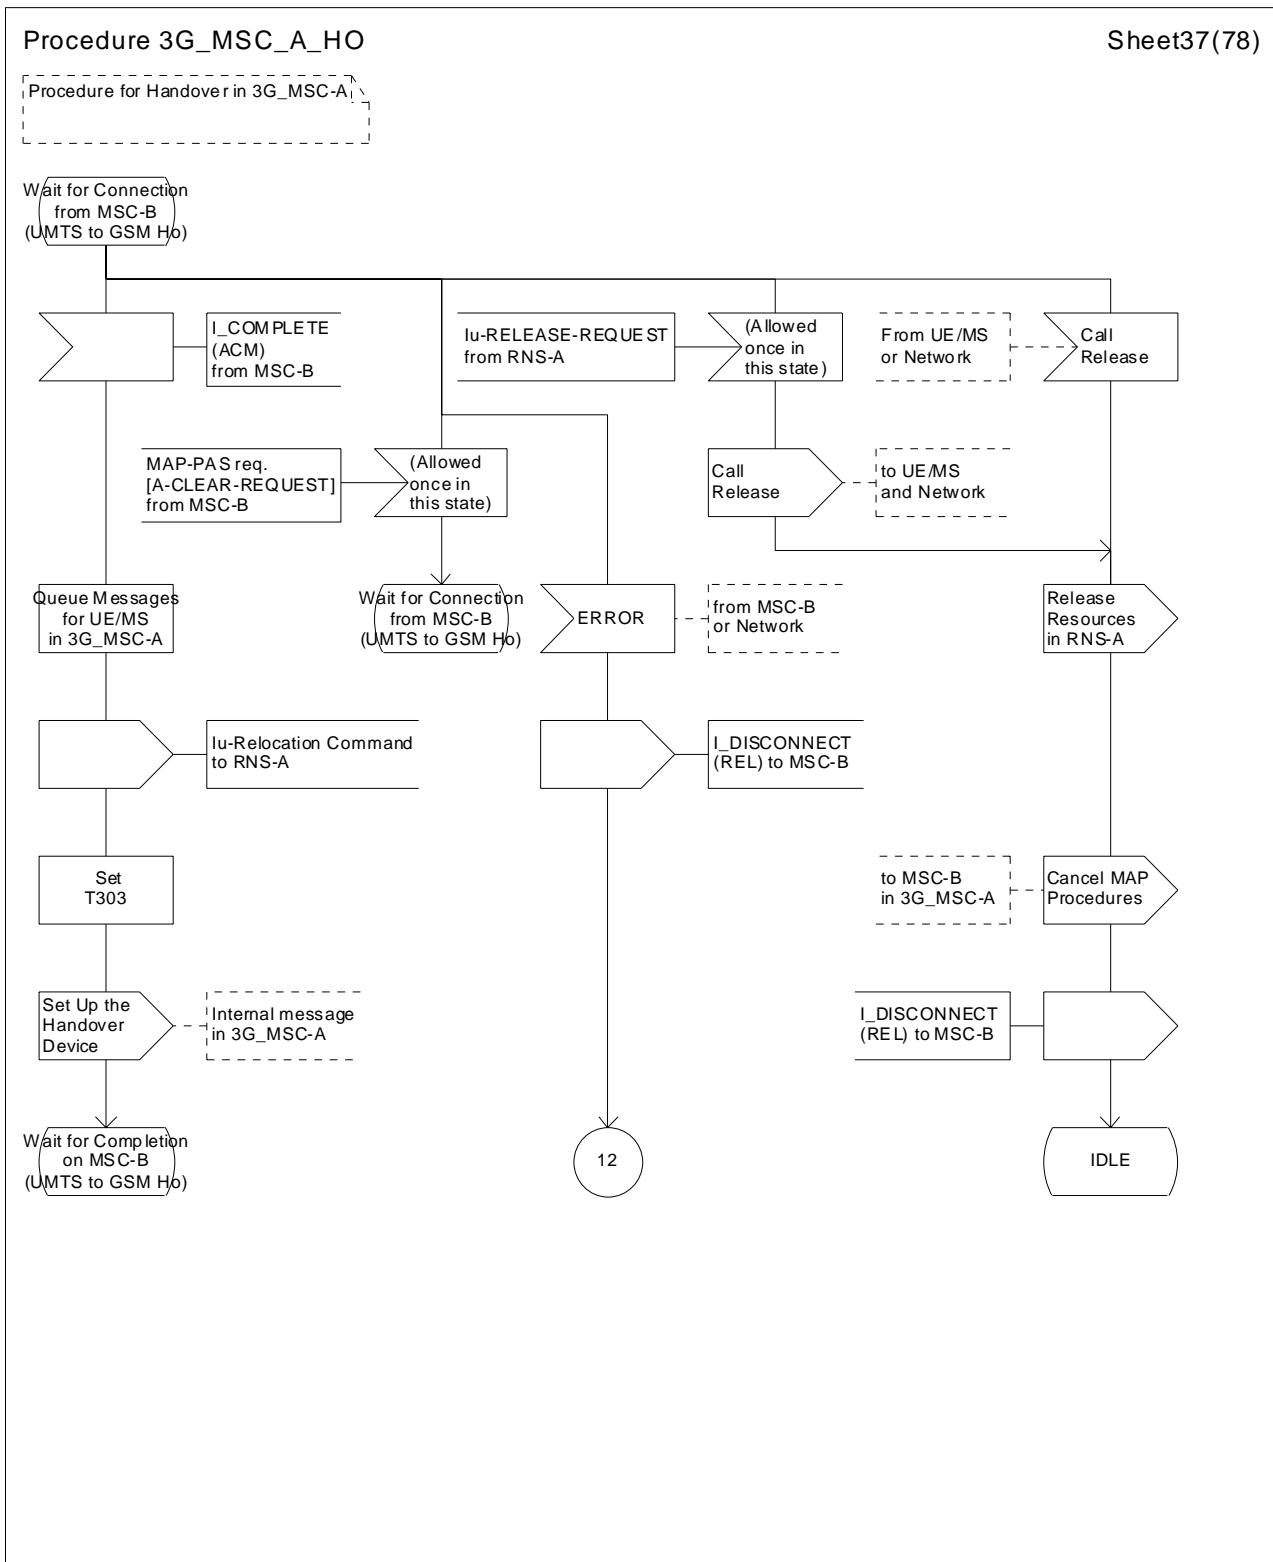 Procedure 3G_MSC_A_HO
Sheet37(78)
Procedure for Handover in 3G_MSC-A
Wait for Connection
from MSC-B
(UMTS to GSM Ho)
I_COMPLETE
(ACM)
from MSC-B
Iu-RELEASE-REQUEST
from RNS-A
(Allowed
once in
this state)
From UE/MS
or Network
Call
Release
MAP-PAS req.
[A-CLEAR-REQUEST]
from MSC-B
(Allowed
once in
this state)
Call
Release
to UE/MS
and Network
Queue Messages
for UE/MS
in 3G_MSC-A
Wait for Connection
from MSC-B
(UMTS to GSM Ho)
ERROR
from MSC-B
or Network
Release
Resources
in RNS-A
Iu-Relocation Command
to RNS-A
I_DISCONNECT
(REL) to MSC-B
Set
T303
to MSC-B
in 3G_MSC-A
Cancel MAP
Procedures
Set Up the
Handover
Device
Internal message
in 3G_MSC-A
I_DISCONNECT
(REL) to MSC-B
Wait for Completion
on MSC-B
(UMTS to GSM Ho)
12
IDLE